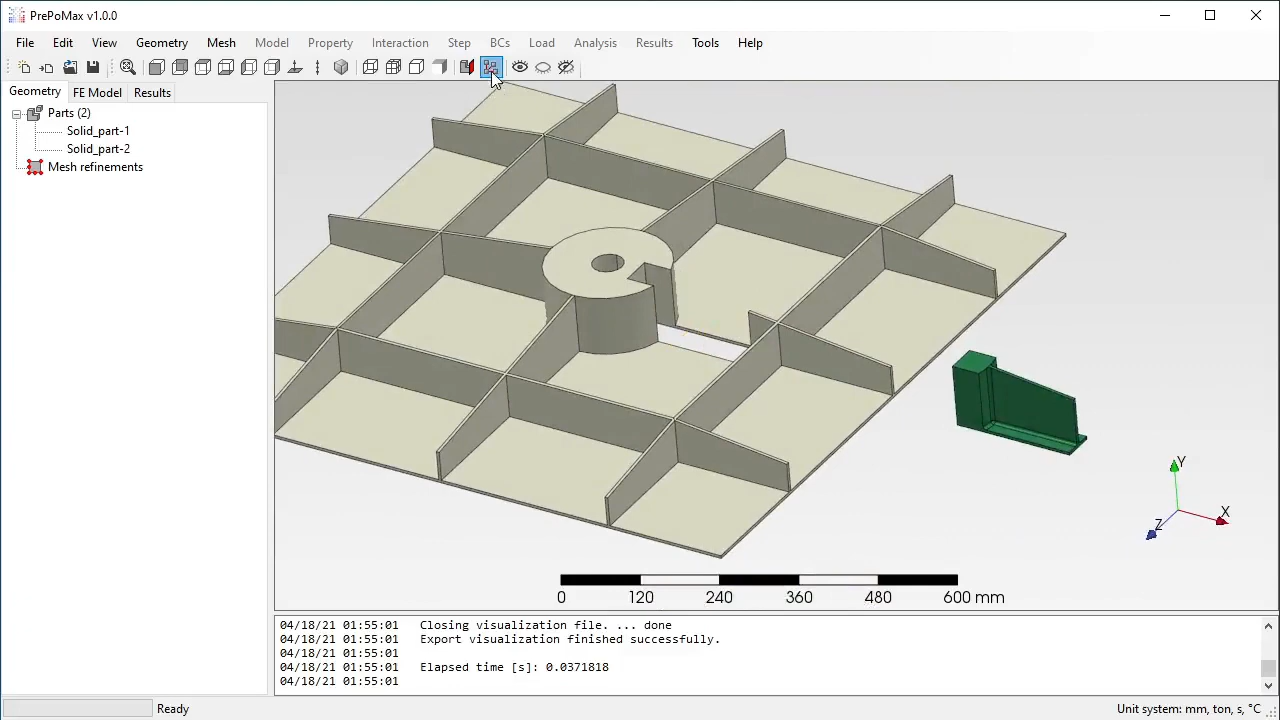 PrePoMax v1.0.0
File Edit View Geometry Mesh Model Property Interaction Step BCs Load Analysis Results Tools Help
Geometry FE Model Results
Parts (2)
Solid_part-1
Solid_part-2
Mesh refinements
Y
X
Z
0 120 240 360 480 600 mm
04/18/21 01:55:01 Closing visualization file. ... done
04/18/21 01:55:01 Export visualization finished successfully.
04/18/21 01:55:01
04/18/21 01:55:01 Elapsed time [s]: 0.0371818
04/18/21 01:55:01
Ready
Unit system: mm, ton, s, °C